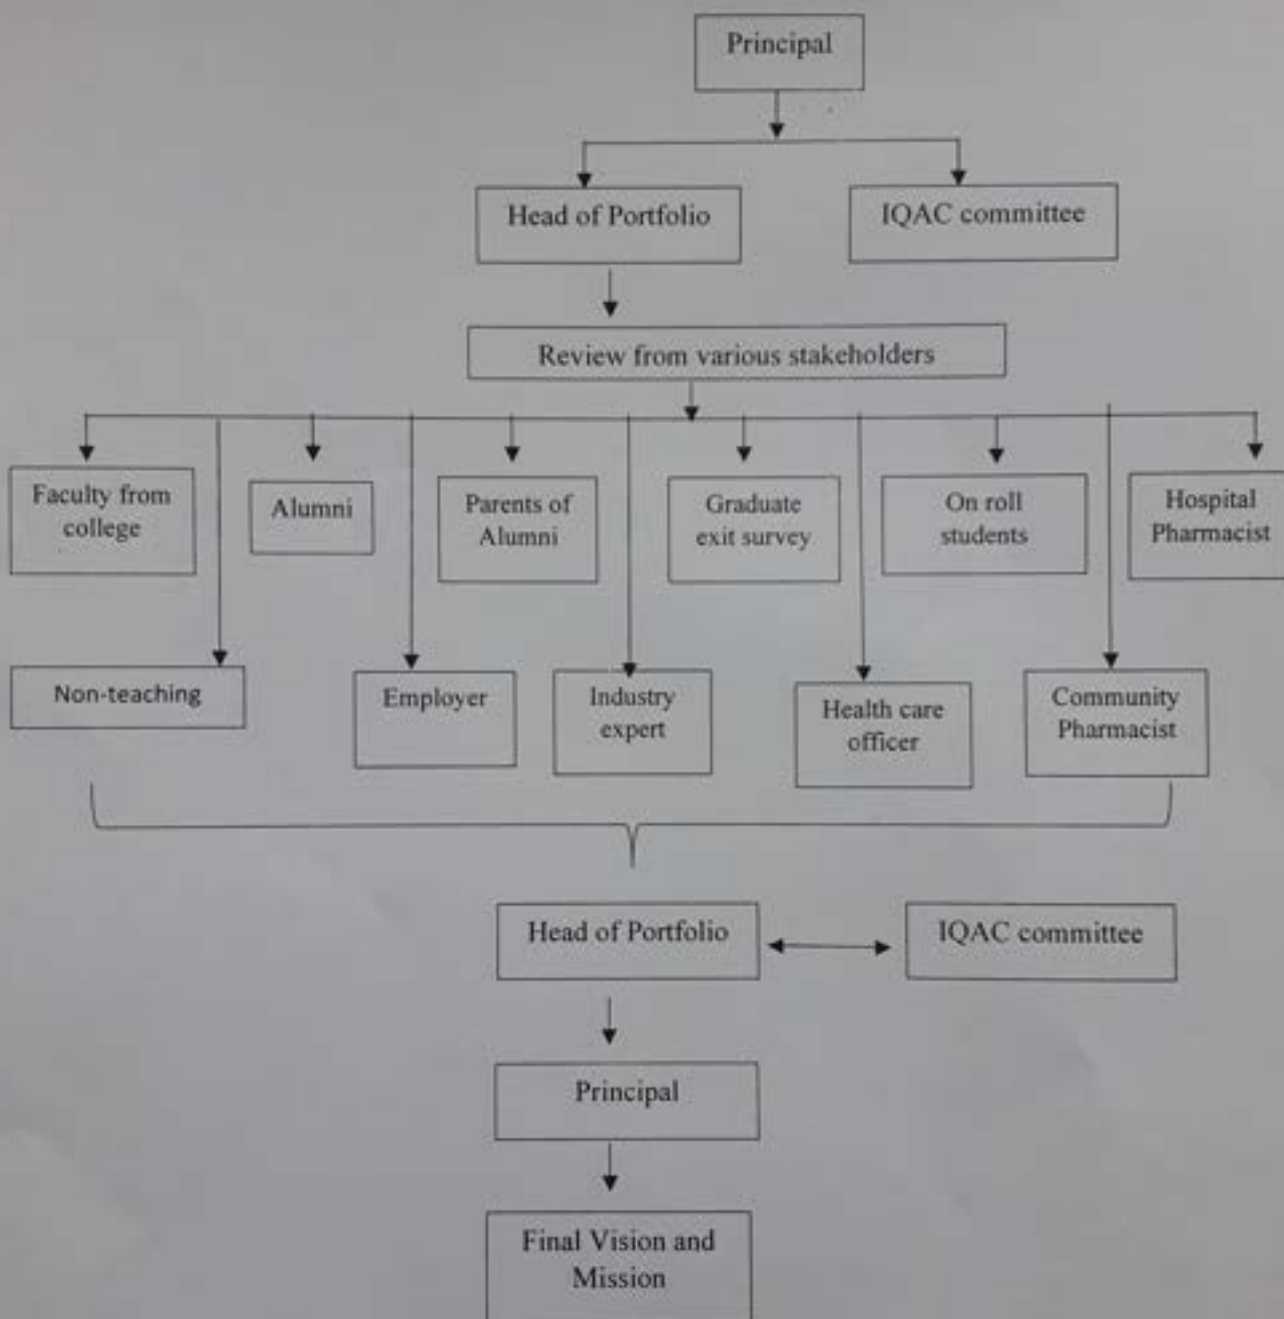 Principal
Head of Portfolio
IQAC committee
Review from various stakeholders
Faculty from
college
Alumni
Parents of
Alumni
Graduate
exit survey
On roll
students
Hospital
Pharmacist
Non-teaching
Employer
Industry
expert
Health care
officer
Community
Pharmacist
Head of Portfolio
IQAC committee
Principal
Final Vision and
Mission